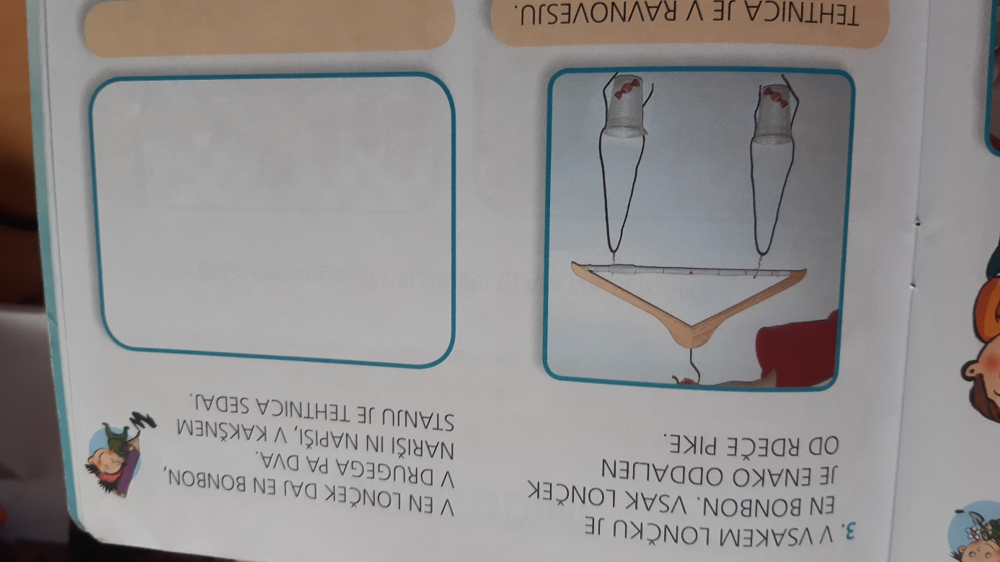 3. V VSAKEM LONČKU JE
EN BONBON. VSAK LONČEK
JE ENAKO ODDALJEN
OD RDEČE PIKE.
TEHTNICA JE V RAVNOVESJU.
V EN LONČEK DAJ EN BONBON,
V DRUGEGA PA DVA.
NARIŠI IN NAPIŠI, V KAKŠNEM
STANJU JE TEHTNICA SEDAJ.